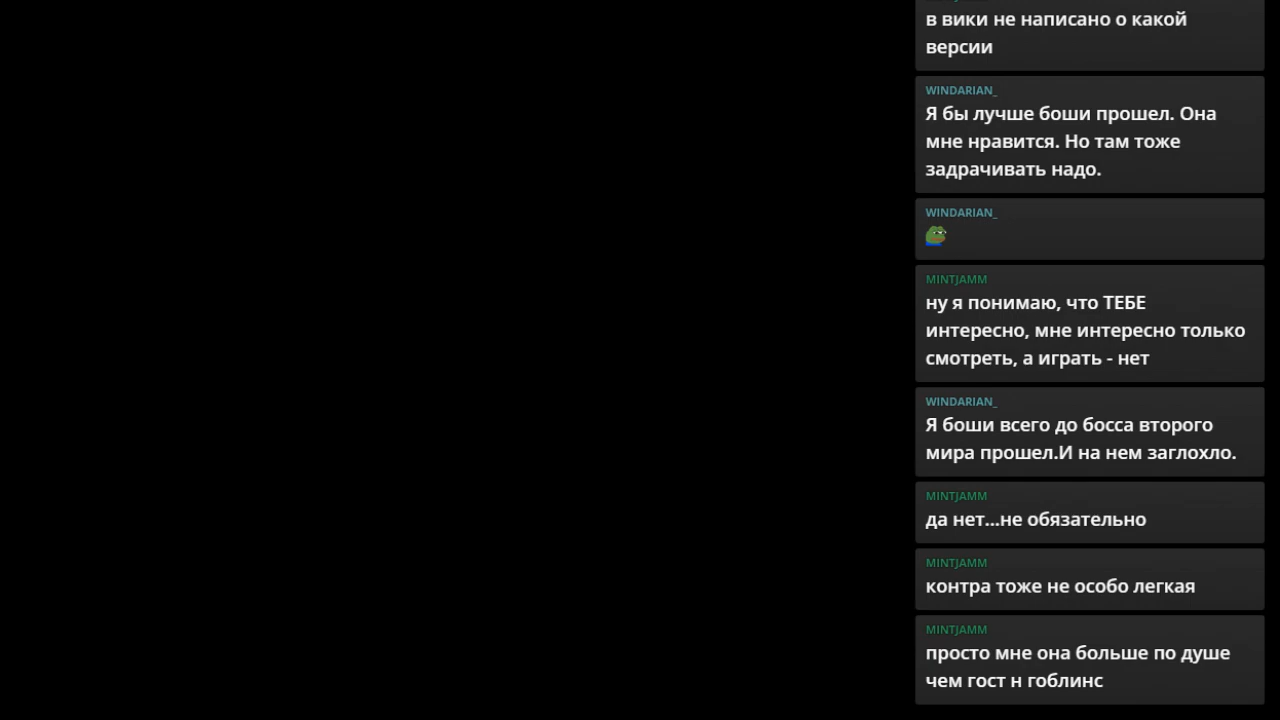 в вики не написано о какой
версии
WINDARIAN_
Я бы лучше боши прошел. Она
мне нравится. Но там тоже
задрачивать надо.
WINDARIAN_
MINTJAMM
ну я понимаю, что ТЕБЕ
интересно, мне интересно только
смотреть, а играть - нет
WINDARIAN_
Я боши всего до босса второго
мира прошел.И на нем заглохло.
MINTJAMM
да нет...не обязательно
MINTJAMM
контра тоже не особо легкая
MINTJAMM
просто мне она больше по душе
чем гост н гоблинс